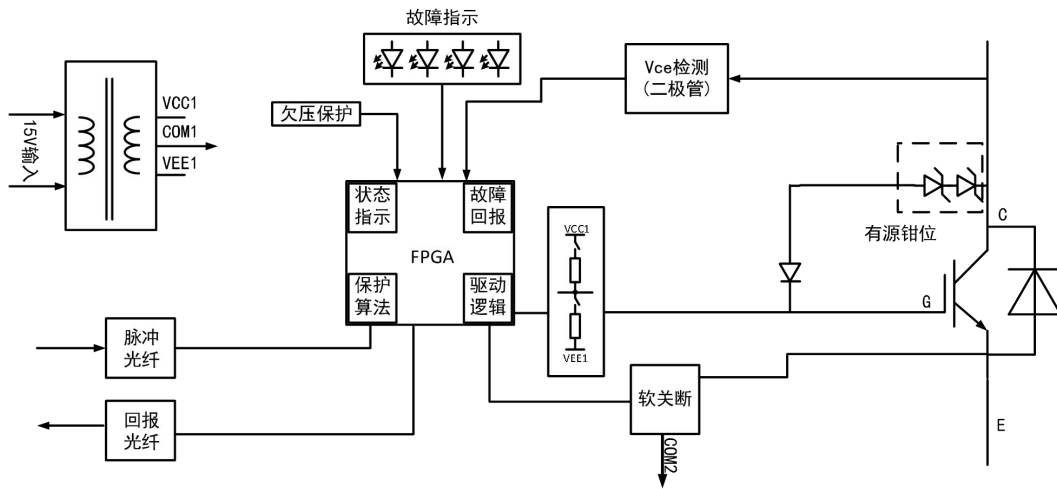 故障指示
Vce检测
(二极管)
VCC1
COM1
VEE1
15V输入
欠压保护
状态
指示
故障
回报
FPGA
保护
算法
驱动
逻辑
VCC1
VEE1
有源钳位
C
G
E
脉冲
光纤
回报
光纤
软关断
COM2